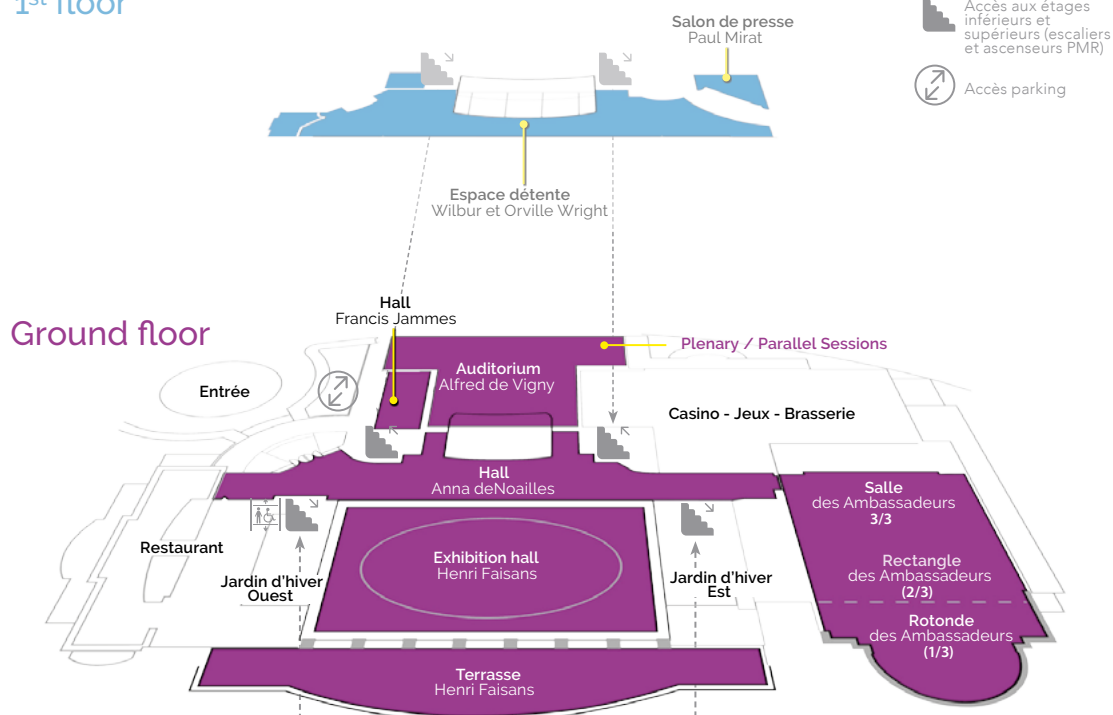 1st floor
Salon de presse
Paul Mirat
Accès aux étages
inférieurs et
supérieurs (escaliers
et ascenseurs PMR)
Accès parking
Espace détente
Wilbur et Orville Wright
Ground floor
Hall
Francis Jammes
Plenary / Parallel Sessions
Auditorium
Alfred de Vigny
Entrée
Casino - Jeux - Brasserie
Hall
Anna deNoailles
Salle
des Ambassadeurs
3/3
Restaurant
Exhibition hall
Henri Faisans
Rectangle
des Ambassadeurs
(2/3)
Jardin d'hiver
Ouest
Jardin d'hiver
Est
Rotonde
des Ambassadeurs
(1/3)
Terrasse
Henri Faisans